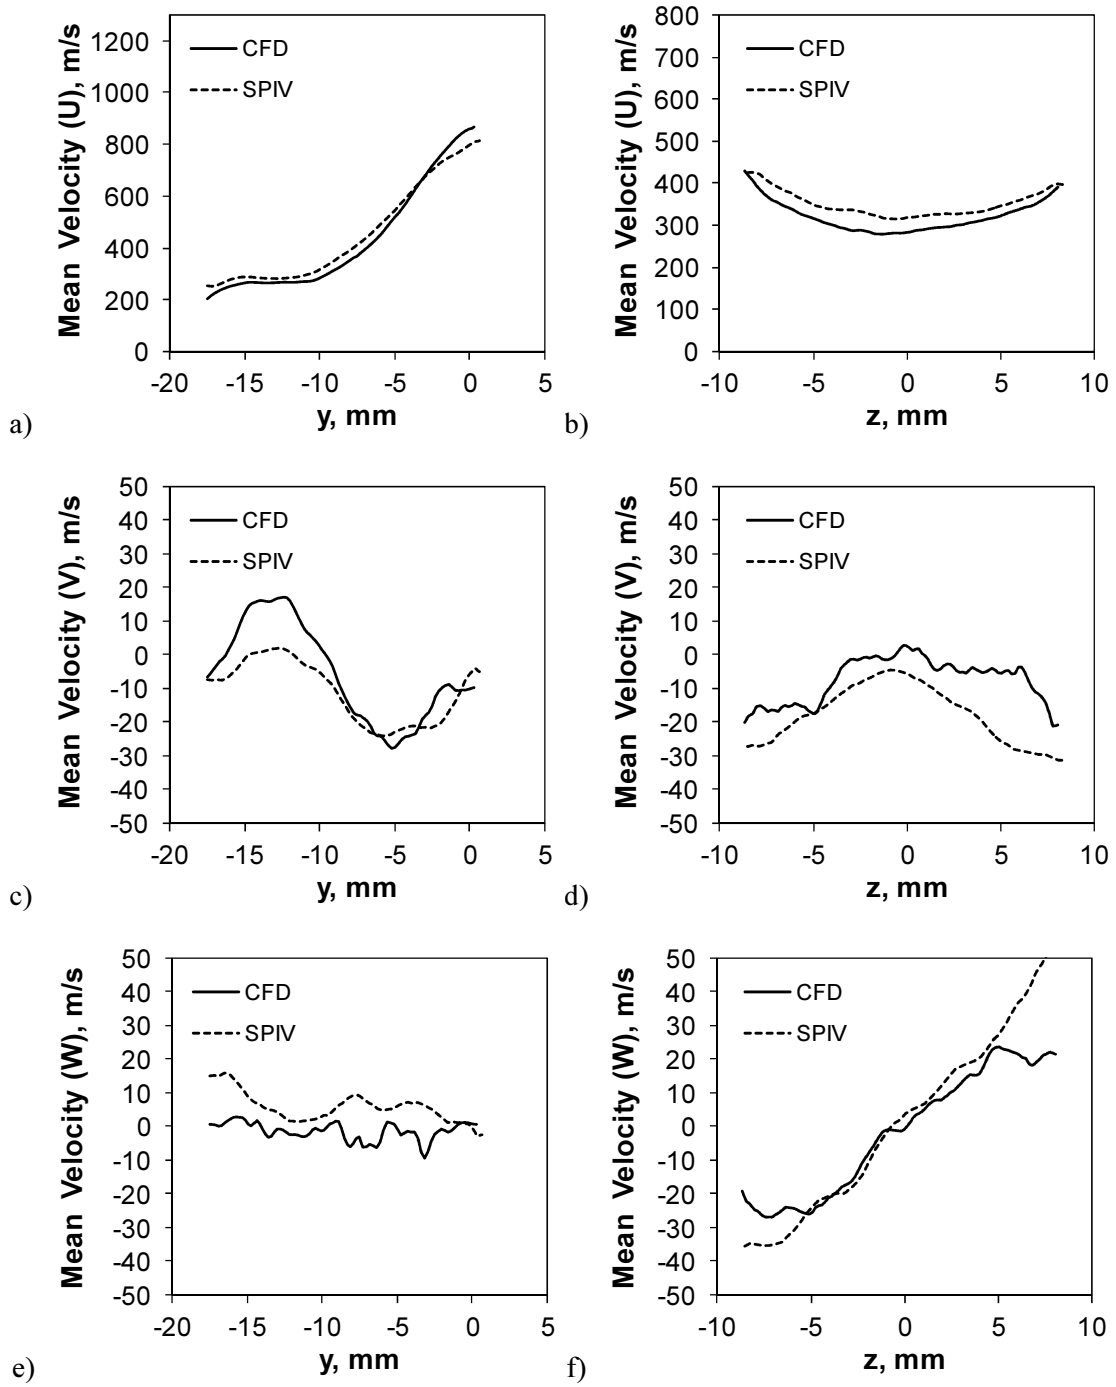 Mean Velocity (U), m/s
1200
1000
800
600
400
200
0
CFD
SPIV
-20 -15 -10 -5 0 5
y, mm
a)
Mean Velocity (U), m/s
800
700
600
500
400
300
200
100
0
CFD
SPIV
-10 -5 0 5 10
z, mm
b)
Mean Velocity (V), m/s
50
40
30
20
10
0
-10
-20
-30
-40
-50
CFD
SPIV
-20 -15 -10 -5 0 5
y, mm
c)
Mean Velocity (V), m/s
50
40
30
20
10
0
-10
-20
-30
-40
-50
CFD
SPIV
-10 -5 0 5 10
z, mm
d)
Mean Velocity (W), m/s
50
40
30
20
10
0
-10
-20
-30
-40
-50
CFD
SPIV
-20 -15 -10 -5 0 5
y, mm
e)
Mean Velocity (W), m/s
50
40
30
20
10
0
-10
-20
-30
-40
-50
CFD
SPIV
-10 -5 0 5 10
z, mm
f)